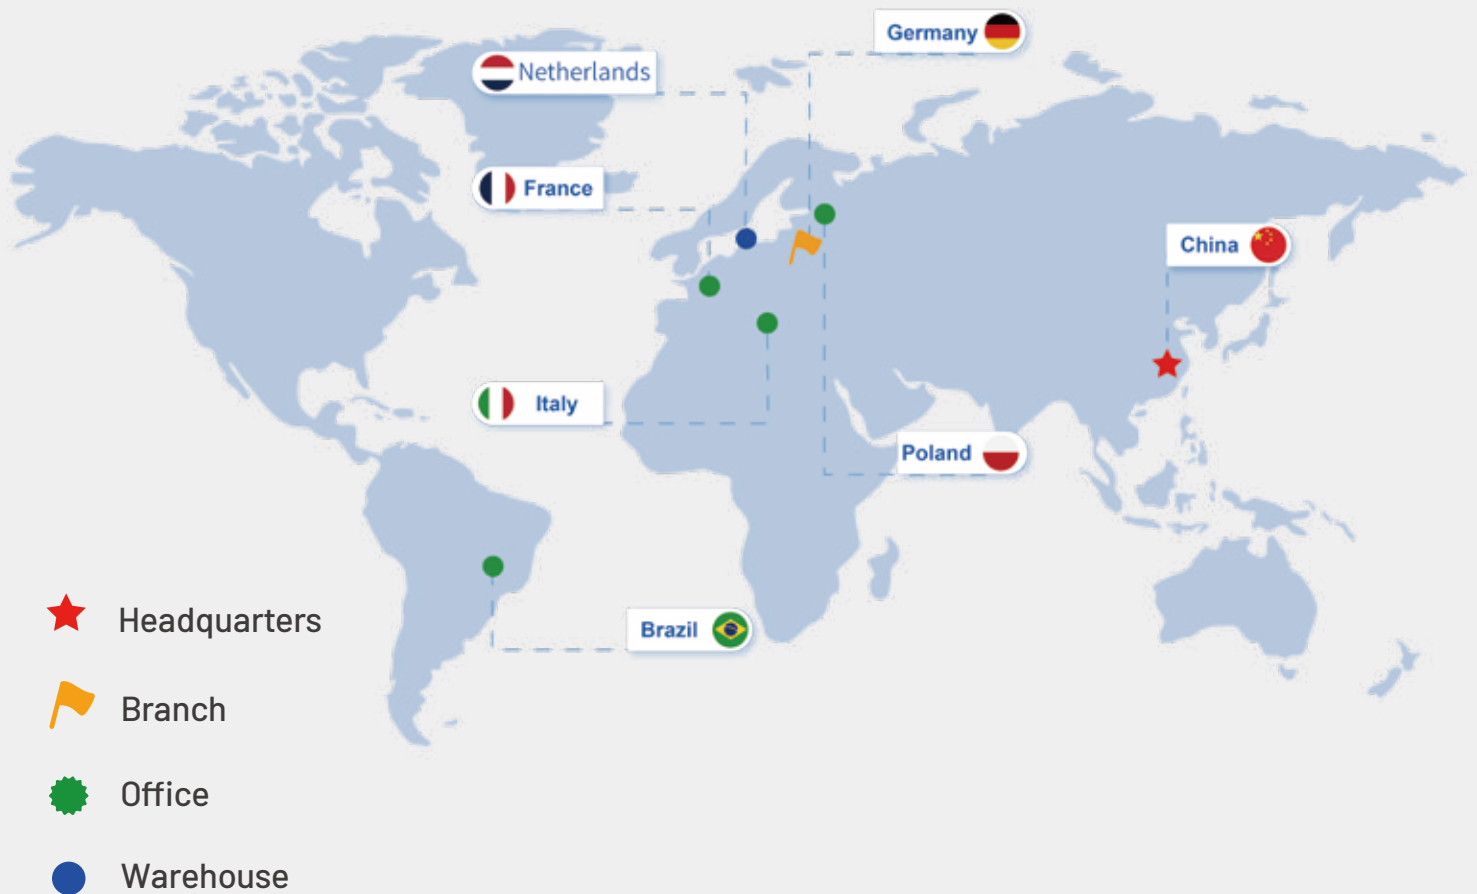 Germany
Netherlands
France
China
Italy
Poland
Brazil
Headquarters
Branch
Office
Warehouse